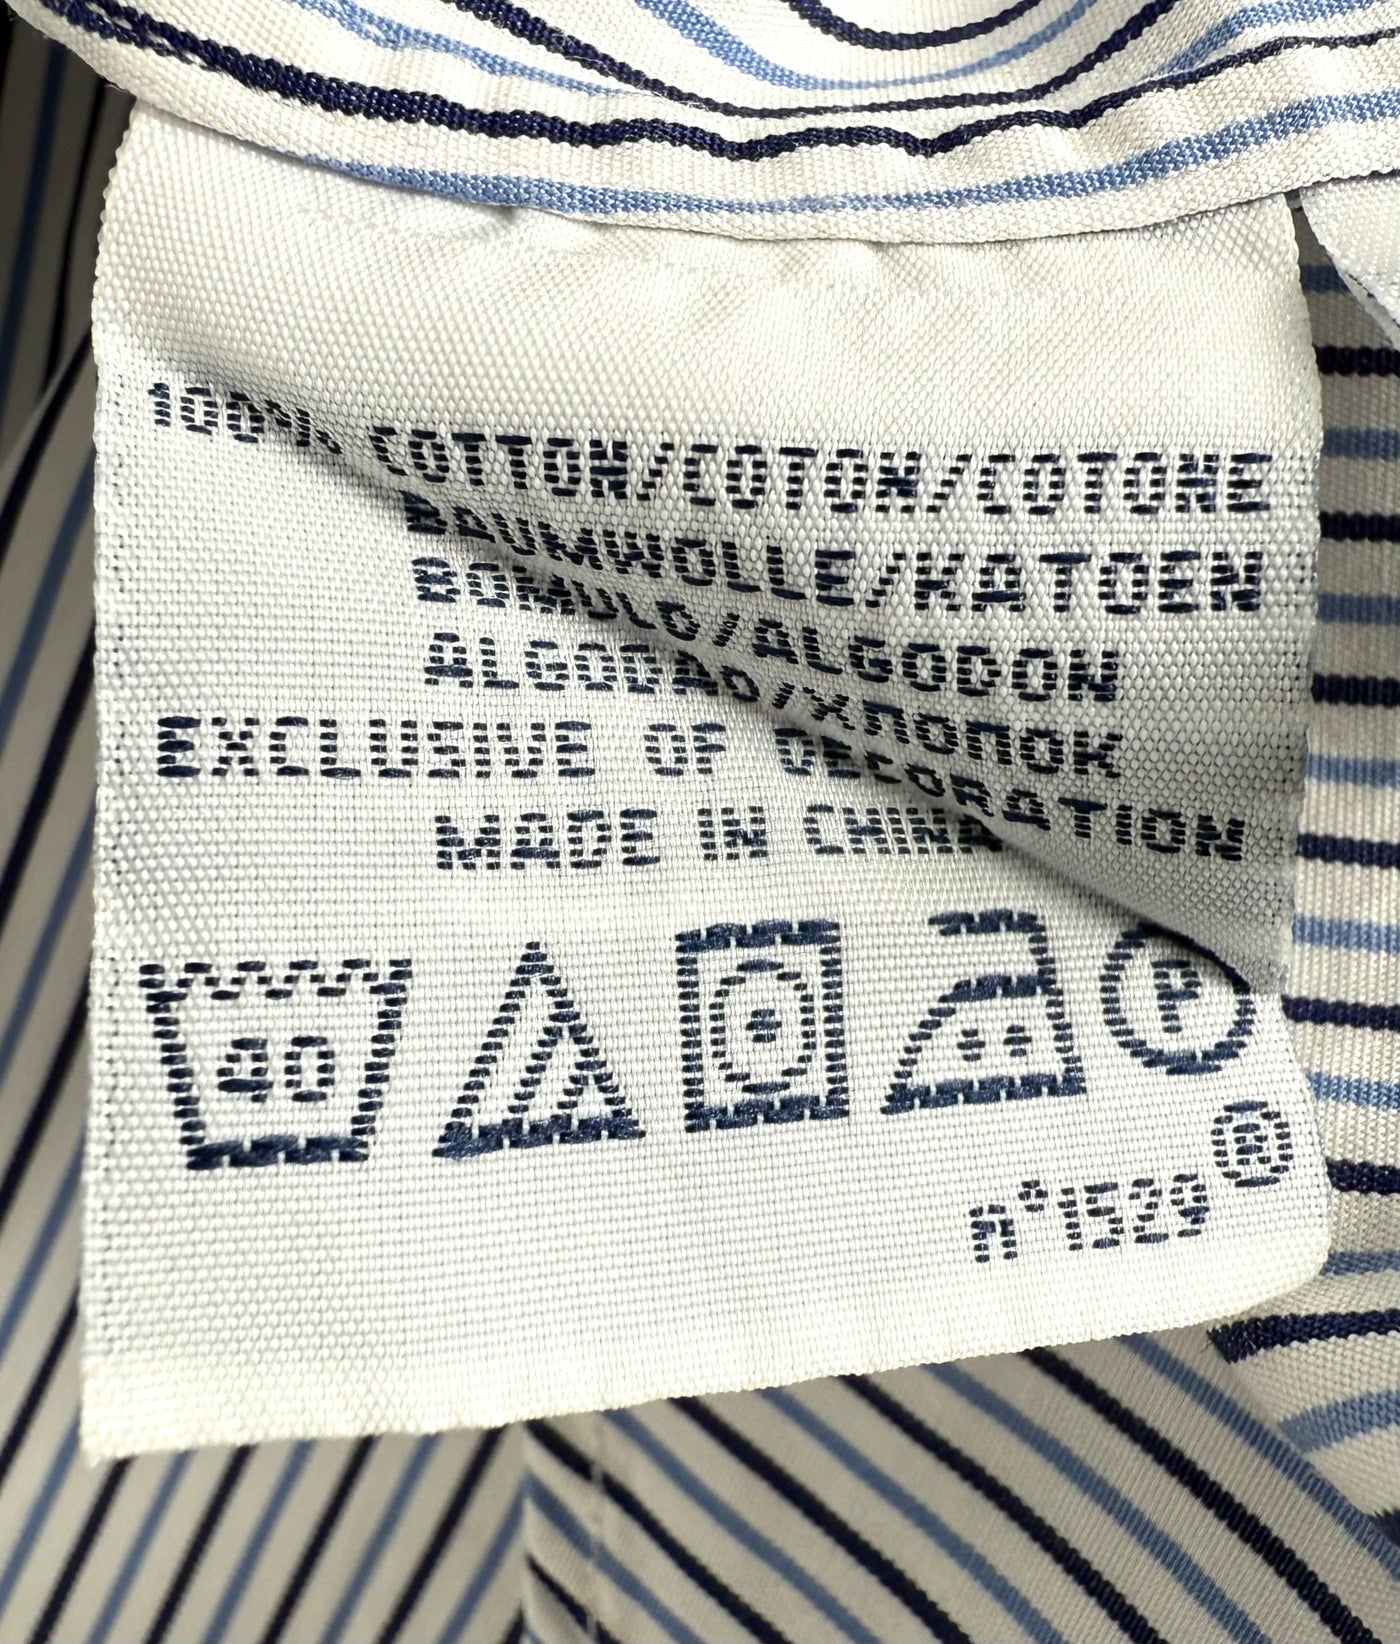 100% COTTON/COTON/COTONE
BAUMWOLLE/KATOEN
BOMULD/ALGODON
ALGODAO/ХЛОПОК
EXCLUSIVE OF DECORATION
MADE IN CHINA
40
P
n°1529®